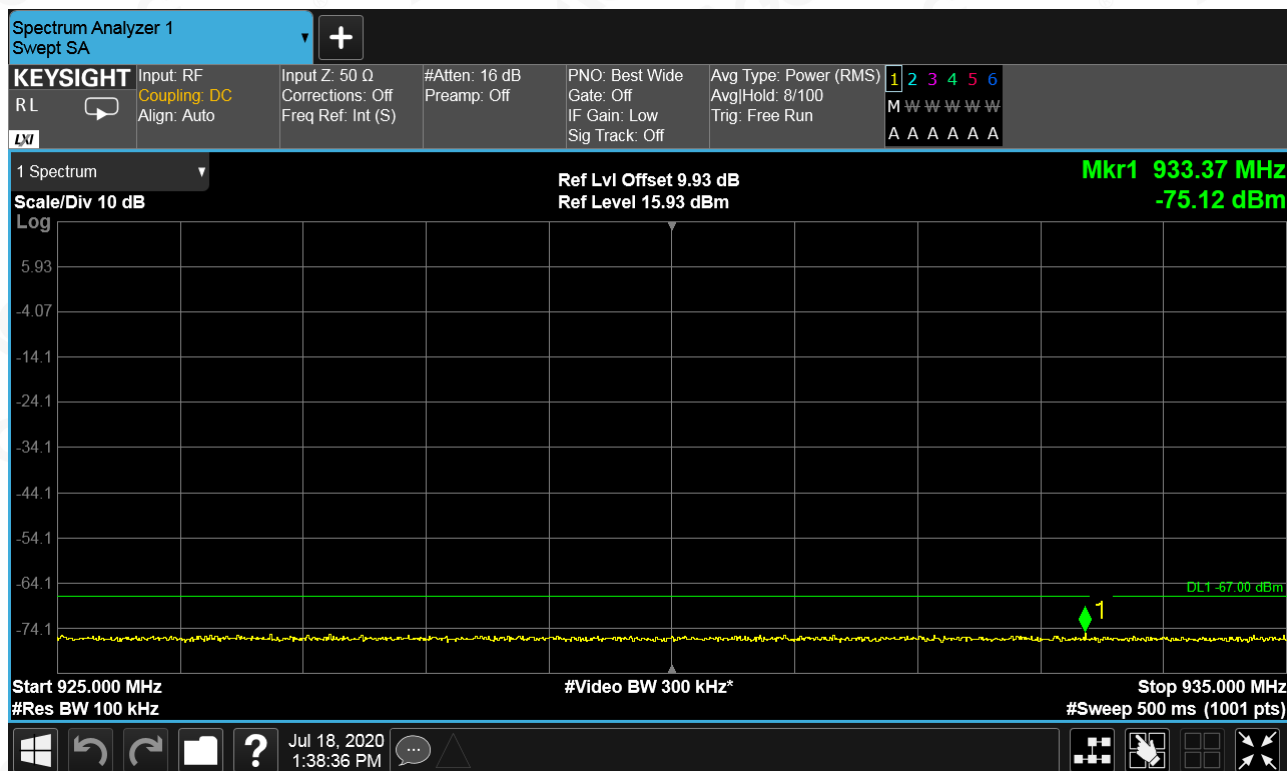 Spectrum Analyzer 1
Swept SA
+
KEYSIGHT
RL
LXI
Input: RF
Coupling: DC
Align: Auto
Input Z: 50 Ω
Corrections: Off
Freq Ref: Int (S)
#Atten: 16 dB
Preamp: Off
PNO: Best Wide
Gate: Off
IF Gain: Low
Sig Track: Off
Avg Type: Power (RMS)
Avg|Hold: 8/100
Trig: Free Run
1 2 3 4 5 6
M W W W W W
A A A A A A
1 Spectrum
Scale/Div 10 dB
Ref Lvl Offset 9.93 dB
Ref Level 15.93 dBm
Mkr1 933.37 MHz
-75.12 dBm
Log
5.93
-4.07
-14.1
-24.1
-34.1
-44.1
-54.1
-64.1
DL1 -67.00 dBm
1
-74.1
Start 925.000 MHz
#Video BW 300 kHz*
Stop 935.000 MHz
#Res BW 100 kHz
#Sweep 500 ms (1001 pts)
?
Jul 18, 2020
1:38:36 PM